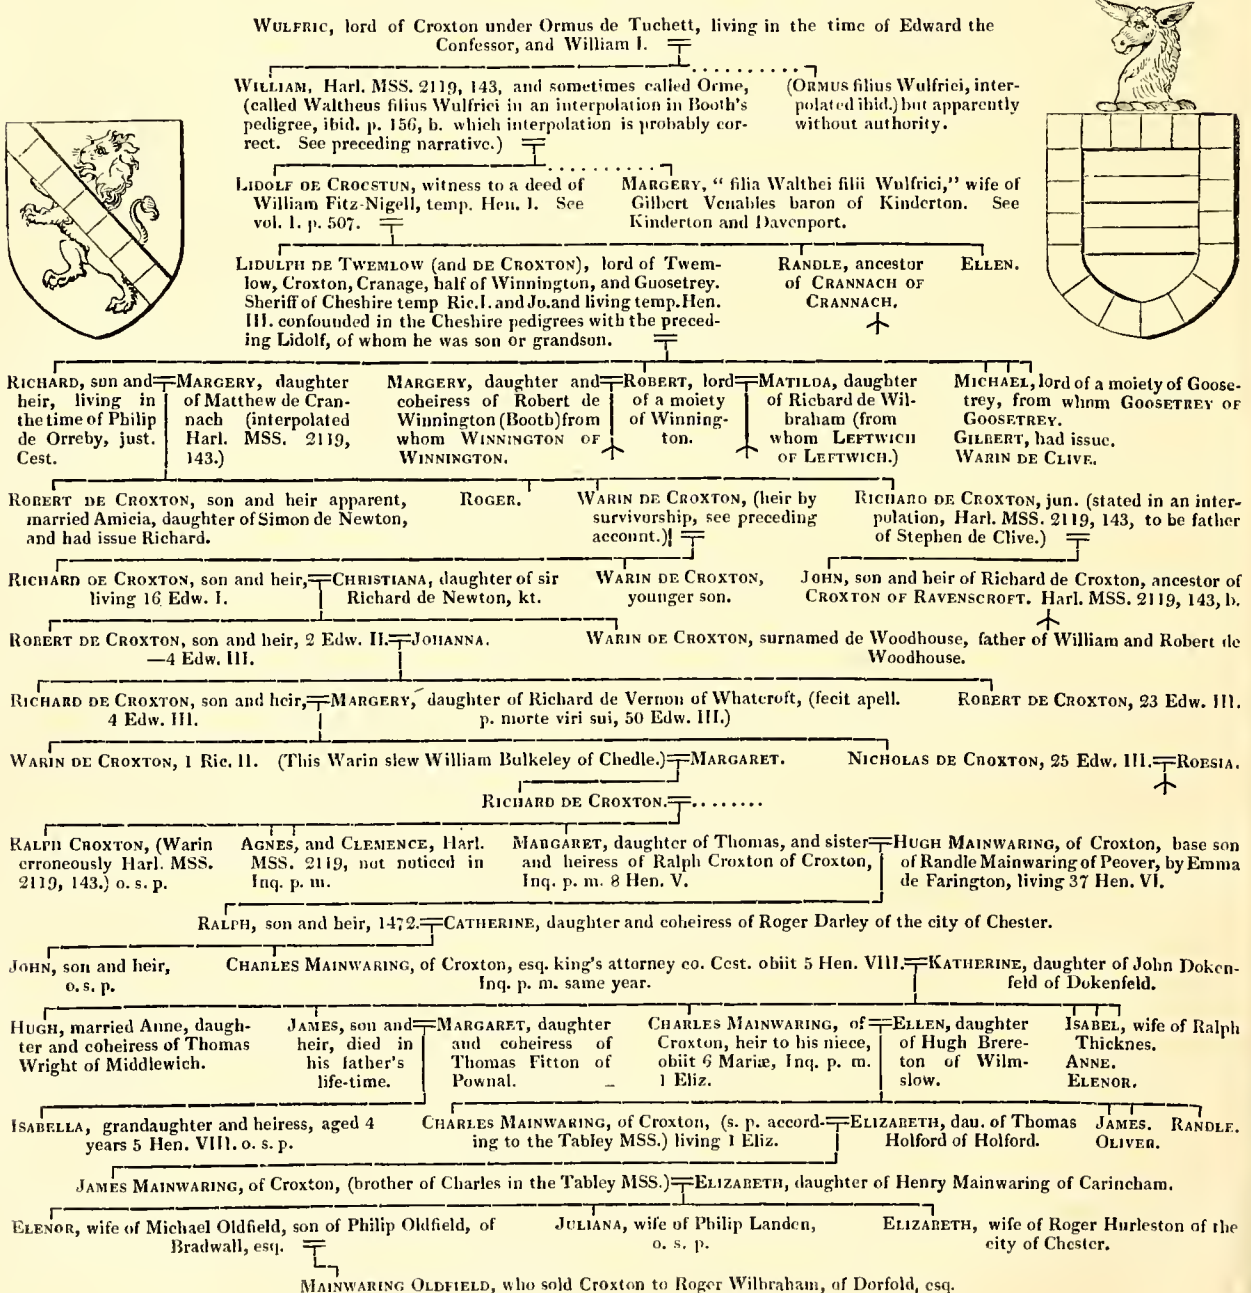 WULFRIC, lord of Croxton under Ormus de Tuchett, living in the time of Edward the
Confessor, and William I.
WILLIAM, Harl. MSS. 2119, 143, and sometimes called Orme,
(called Waltheus filius Wulfrici in an interpolation in Booth's
pedigree, ibid. p. 156, b. which interpolation is probably cor-
rect. See preceding narrative.)
(ORMUS filius Wulfrici, inter-
polated ibid.) but apparently
without authority.
LIDOLF DE CROCSTUN, witness to a deed of
William Fitz-Nigell, temp. Hen. I. See
vol. I. p. 507.
MARGERY, "filia Walthei filii Wulfrici," wife of
Gilbert Venables baron of Kinderton. See
Kinderton and Davenport.
LIDULPH DE TWEMLOW (and DE CROXTON), lord of Twem-
low, Croxton, Cranage, half of Winnington, and Guosetrey.
Sheriff of Cheshire temp Ric. I. and Jo. and living temp. Hen.
III. confounded in the Cheshire pedigrees with the preced-
ing Lidolf, of whom he was son or grandson.
RANDLE, ancestor
of CRANNACH OF
CRANNACH.
ELLEN.
RICHARD, son and
heir, living in
the time of Philip
de Orreby, just.
Cest.
MARGERY, daughter
of Matthew de Cran-
nach (interpolated
Harl. MSS. 2119,
143.)
MARGERY, daughter and
coheiress of Robert de
Winnington (Booth) from
whom WINNINGTON OF
WINNINGTON.
ROBERT, lord
of a moiety
of Winning-
ton.
MATILDA, daughter
of Richard de Wil-
braham (from
whom LEFTWICH
OF LEFTWICH.)
MICHAEL, lord of a moiety of Goose-
trey, from whom GOOSETREY OF
GOOSETREY.
GILBERT, had issue.
WARIN DE CLIVE.
ROBERT DE CROXTON, son and heir apparent,
married Amicia, daughter of Simon de Newton,
and had issue Richard.
ROGER.
WARIN DE CROXTON, (heir by
survivorship, see preceding
account.)
RICHARD DE CROXTON, jun. (stated in an inter-
polation, Harl. MSS. 2119, 143, to be father
of Stephen de Clive.)
RICHARD DE CROXTON, son and heir,
living 16 Edw. I.
CHRISTIANA, daughter of sir
Richard de Newton, kt.
WARIN DE CROXTON,
younger son.
JOHN, son and heir of Richard de Croxton, ancestor of
CROXTON OF RAVENSCROFT. Harl. MSS. 2119, 143, b.
ROBERT DE CROXTON, son and heir, 2 Edw. II.
—4 Edw. III.
JOHANNA.
WARIN DE CROXTON, surnamed de Woodhouse, father of William and Robert de
Woodhouse.
RICHARD DE CROXTON, son and heir,
4 Edw. III.
MARGERY, daughter of Richard de Vernon of Whatcroft, (fecit apell.
p. morte viri sui, 50 Edw. III.)
ROBERT DE CROXTON, 23 Edw. III.
WARIN DE CROXTON, 1 Ric. II. (This Warin slew William Bulkeley of Chedle.)
MARGARET.
NICHOLAS DE CROXTON, 25 Edw. III.
ROESIA.
RICHARD DE CROXTON. ........
RALPH CROXTON, (Warin
erroneously Harl. MSS.
2119, 143.) o. s. p.
AGNES, and CLEMENCE, Harl.
MSS. 2119, not noticed in
Inq. p. m.
MARGARET, daughter of Thomas, and sister
and heiress of Ralph Croxton of Croxton,
Inq. p. m. 8 Hen. V.
HUGH MAINWARING, of Croxton, base son
of Randle Mainwaring of Peover, by Emma
de Farington, living 37 Hen. VI.
RALPH, son and heir, 1472.
CATHERINE, daughter and coheiress of Roger Darley of the city of Chester.
JOHN, son and heir,
o. s. p.
CHARLES MAINWARING, of Croxton, esq. king's attorney co. Cest. obiit 5 Hen. VIII.
Inq. p. m. same year.
KATHERINE, daughter of John Doken-
feld of Dokenfeld.
HUGH, married Anne, daugh-
ter and coheiress of Thomas
Wright of Middlewich.
JAMES, son and
heir, died in
his father's
life-time.
MARGARET, daughter
and coheiress of
Thomas Fitton of
Pownal.
CHARLES MAINWARING, of
Croxton, heir to his niece,
obiit 6 Mariæ, Inq. p. m.
1 Eliz.
ELLEN, daughter
of Hugh Brere-
ton of Wilm-
slow.
ISABEL, wife of Ralph
Thicknes.
ANNE.
ELENOR.
ISABELLA, grandaughter and heiress, aged 4
years 5 Hen. VIII. o. s. p.
CHARLES MAINWARING, of Croxton, (s. p. accord-
ing to the Tabley MSS.) living 1 Eliz.
ELIZABETH, dau. of Thomas
Holford of Holford.
JAMES.
OLIVER.
RANDLE.
JAMES MAINWARING, of Croxton, (brother of Charles in the Tabley MSS.)
ELIZABETH, daughter of Henry Mainwaring of Carincham.
ELENOR, wife of Michael Oldfield, son of Philip Oldfield, of
Bradwall, esq.
JULIANA, wife of Philip Landen,
o. s. p.
ELIZABETH, wife of Roger Hurleston of the
city of Chester.
MAINWARING OLDFIELD, who sold Croxton to Roger Wilbraham, of Dorfold, esq.